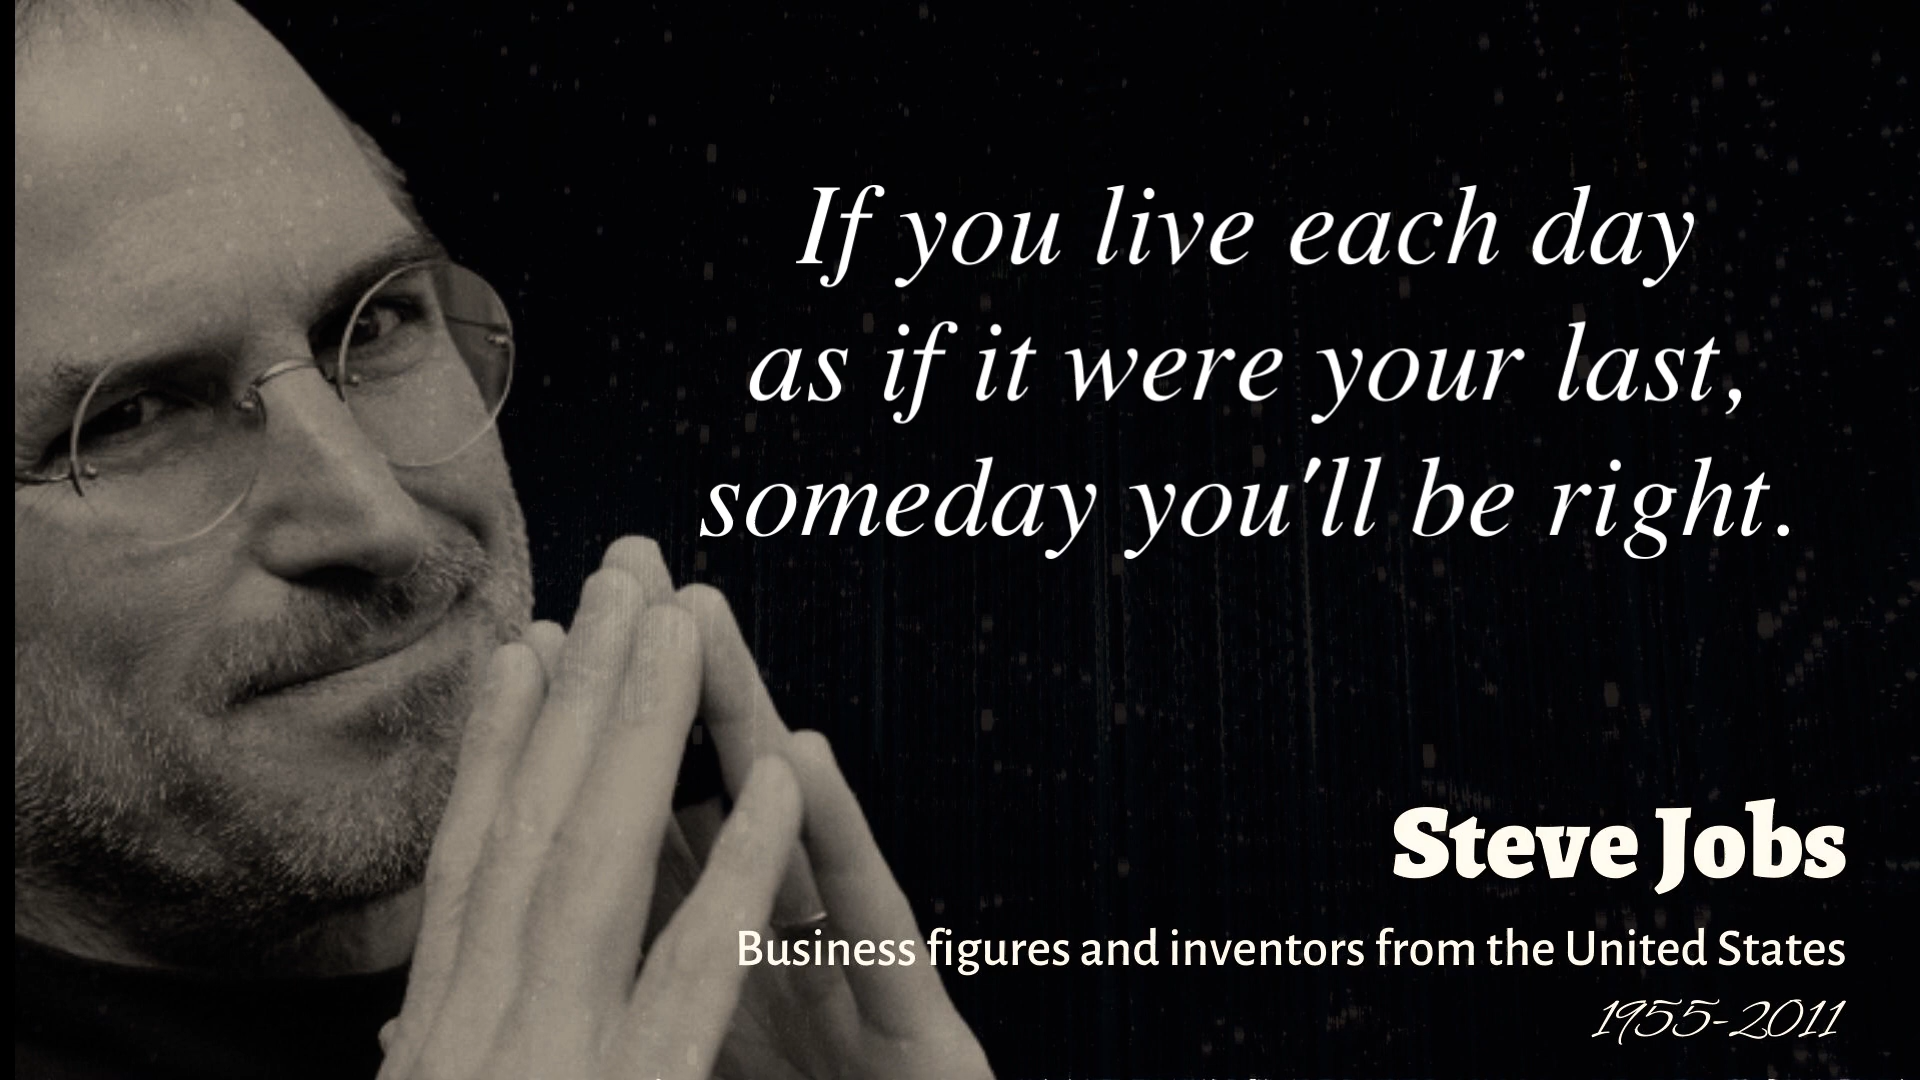 If you live each day
as if it were your last,
someday you'll be right.
Steve Jobs
Business figures and inventors from the United States
1955-2011